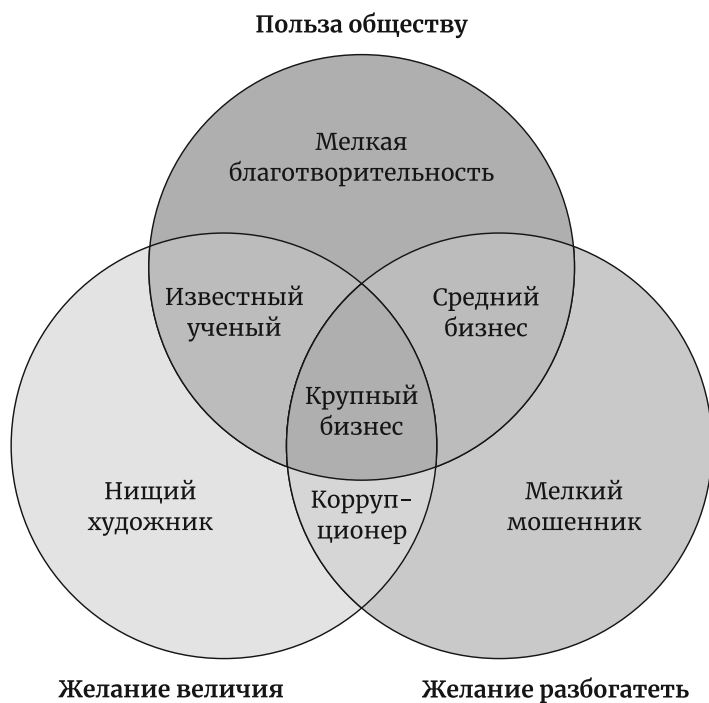 Польза обществу
Мелкая
благотворительность
Известный
ученый
Средний
бизнес
Крупный
бизнес
Нищий
художник
Корруп-
ционер
Мелкий
мошенник
Желание величия
Желание разбогатеть